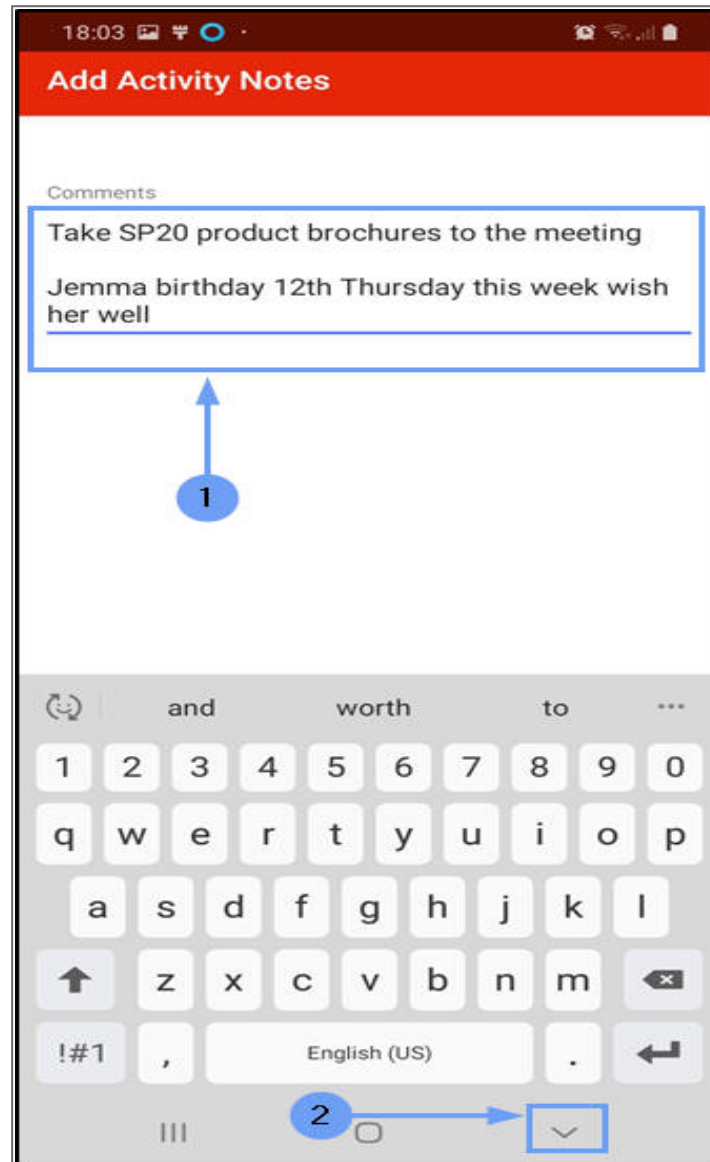 18:03
Add Activity Notes
Comments
Take SP20 product brochures to the meeting
Jemma birthday 12th Thursday this week wish
her well
1
and worth to ...
1 2 3 4 5 6 7 8 9 0
q w e r t y u i o p
a s d f g h j k l
z x c v b n m
!#1 , English (US) .
2